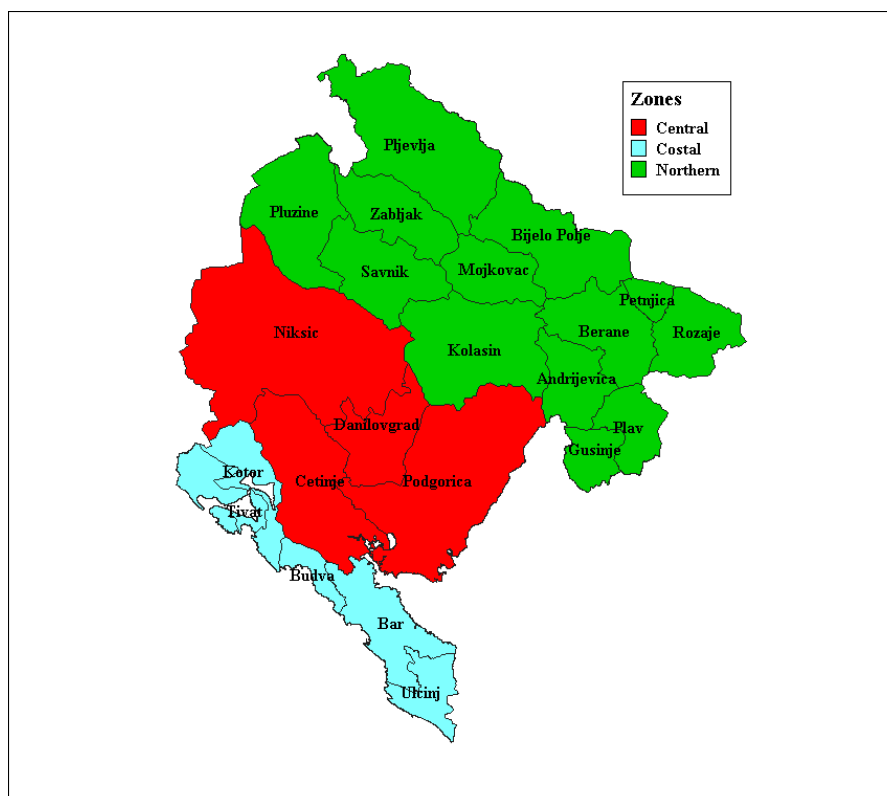 Zones
Central
Costal
Northern
Pljevlja
Pluzine
Zabljak
Bijelo Polje
Savnik
Mojkovac
Petnjica
Niksic
Kolasin
Berane
Rozaje
Andrijevica
Danilovgrad
Plav
Gusinje
Kotor
Cetinje
Podgorica
Tivat
Budva
Bar
Ulcinj